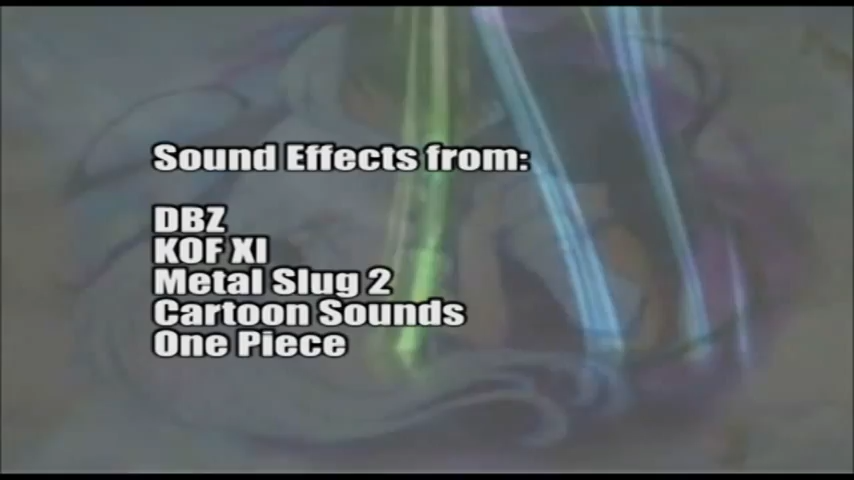 Sound Effects from:
DBZ
KOF XI
Metal Slug 2
Cartoon Sounds
One Piece